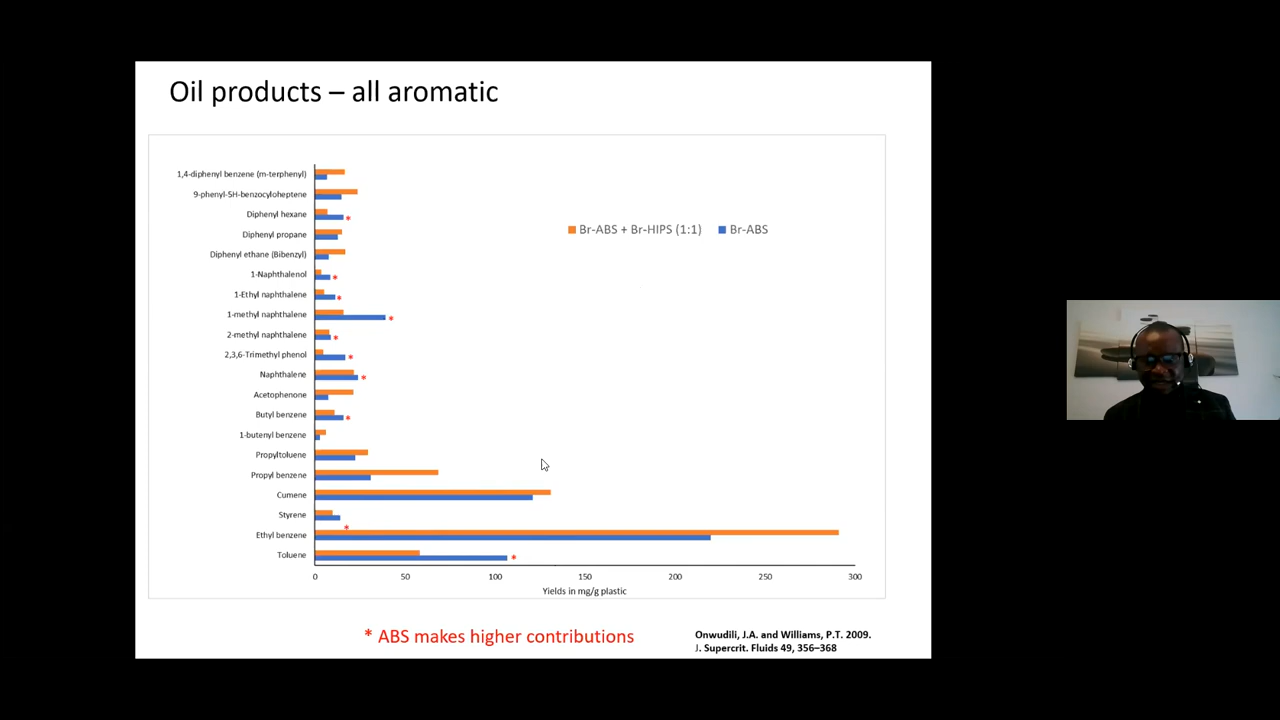 Oil products – all aromatic
1,4-diphenyl benzene (m-terphenyl)
9-phenyl-5H-benzocyloheptene
Diphenyl hexane
*
Diphenyl propane
Br-ABS + Br-HIPS (1:1)
Br-ABS
Diphenyl ethane (Bibenzyl)
1-Naphthalenol
*
1-Ethyl naphthalene
*
1-methyl naphthalene
*
2-methyl naphthalene
*
2,3,6-Trimethyl phenol
*
Naphthalene
*
Acetophenone
Butyl benzene
*
1-butenyl benzene
Propyltoluene
Propyl benzene
Cumene
Styrene
*
Ethyl benzene
Toluene
*
0 50 100 150 200 250 300
Yields in mg/g plastic
* ABS makes higher contributions
Onwudili, J.A. and Williams, P.T. 2009.
J. Supercrit. Fluids 49, 356–368